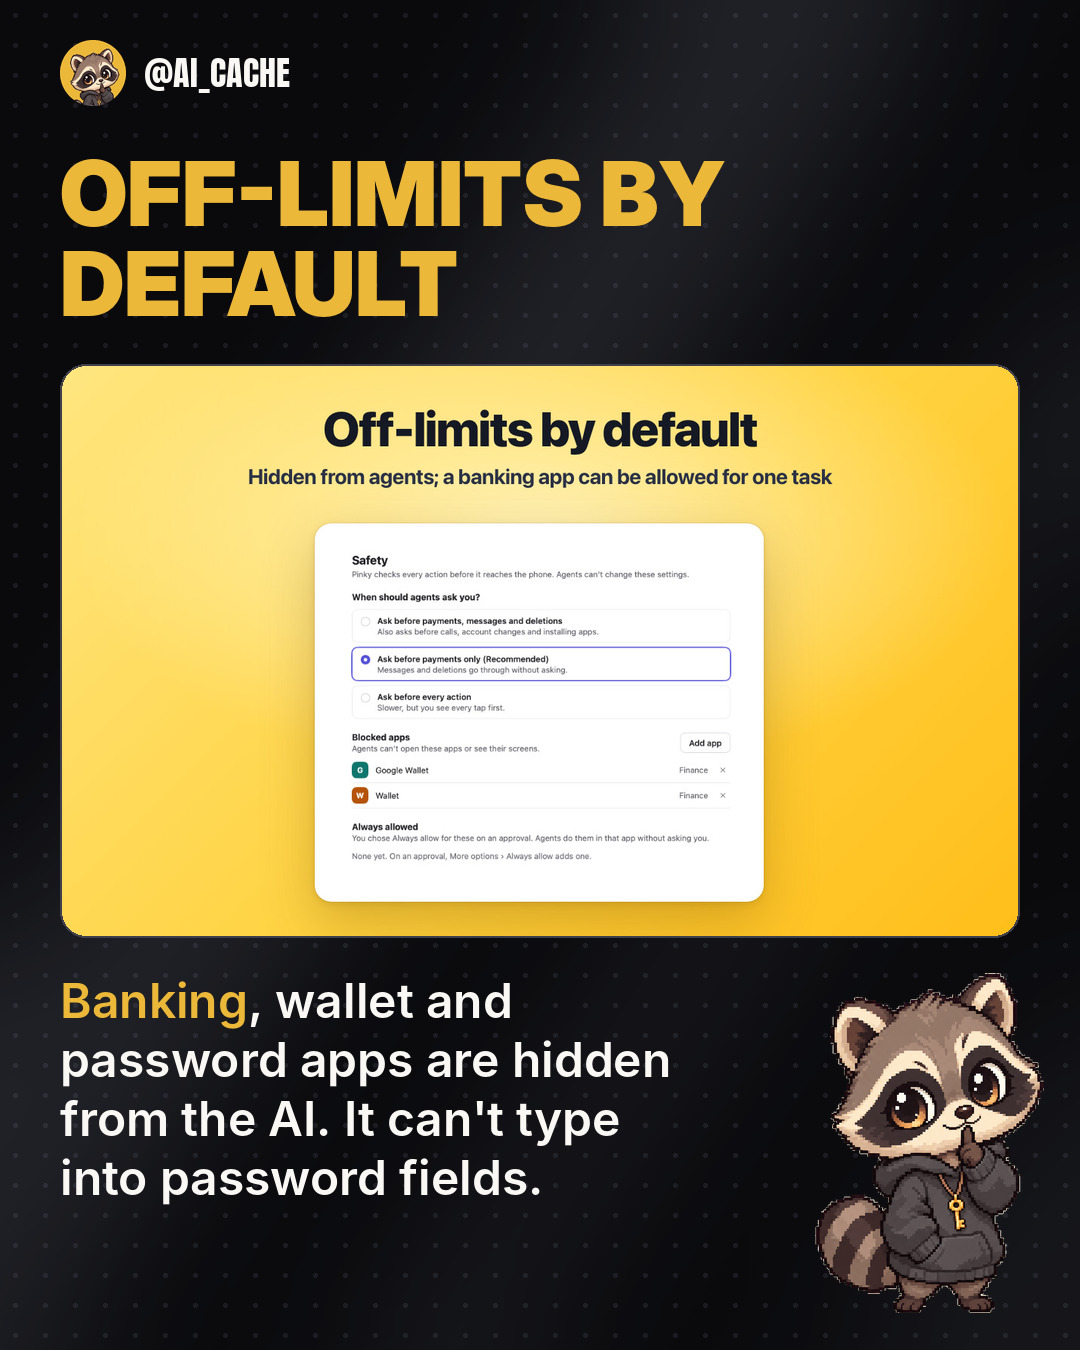 @AI_CACHE
OFF-LIMITS BY
DEFAULT
Off-limits by default
Hidden from agents; a banking app can be allowed for one task
Safety
Pinky checks every action before it reaches the phone. Agents can't change these settings.
When should agents ask you?
Ask before payments, messages and deletions
Also asks before calls, account changes and installing apps.
Ask before payments only (Recommended)
Messages and deletions go through without asking.
Ask before every action
Slower, but you see every tap first.
Blocked apps
Agents can't open these apps or see their screens.
Add app
G Google Wallet Finance ×
W Wallet Finance ×
Always allowed
You chose Always allow for these on an approval. Agents do them in that app without asking you.
None yet. On an approval, More options › Always allow adds one.
Banking, wallet and
password apps are hidden
from the AI. It can't type
into password fields.